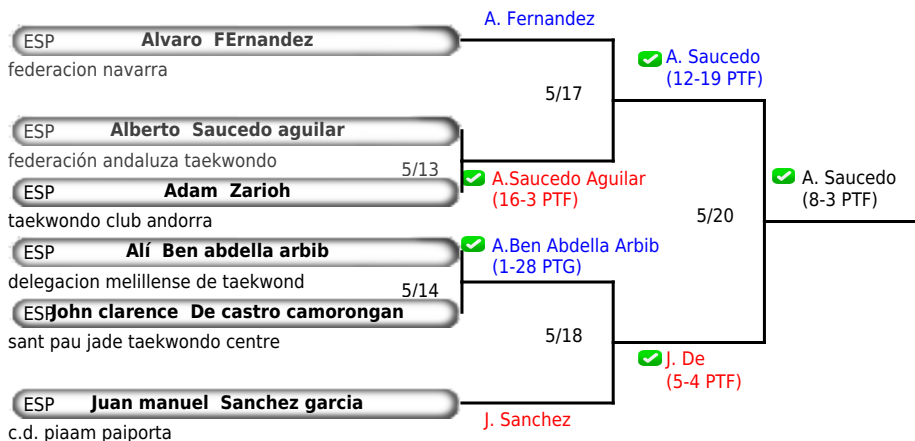 A. Fernandez
ESP Alvaro FErnandez
federacion navarra
A. Saucedo
(12-19 PTF)
5/17
ESP Alberto Saucedo aguilar
federación andaluza taekwondo
5/13
A.Saucedo Aguilar
(16-3 PTF)
ESP Adam Zarioh
taekwondo club andorra
A. Saucedo
(8-3 PTF)
5/20
ESP Alí Ben abdella arbib
delegacion melillense de taekwond
A.Ben Abdella Arbib
(1-28 PTG)
5/14
ESP John clarence De castro camorongan
sant pau jade taekwondo centre
5/18
J. De
(5-4 PTF)
ESP Juan manuel Sanchez garcia
c.d. piaam paiporta
J. Sanchez